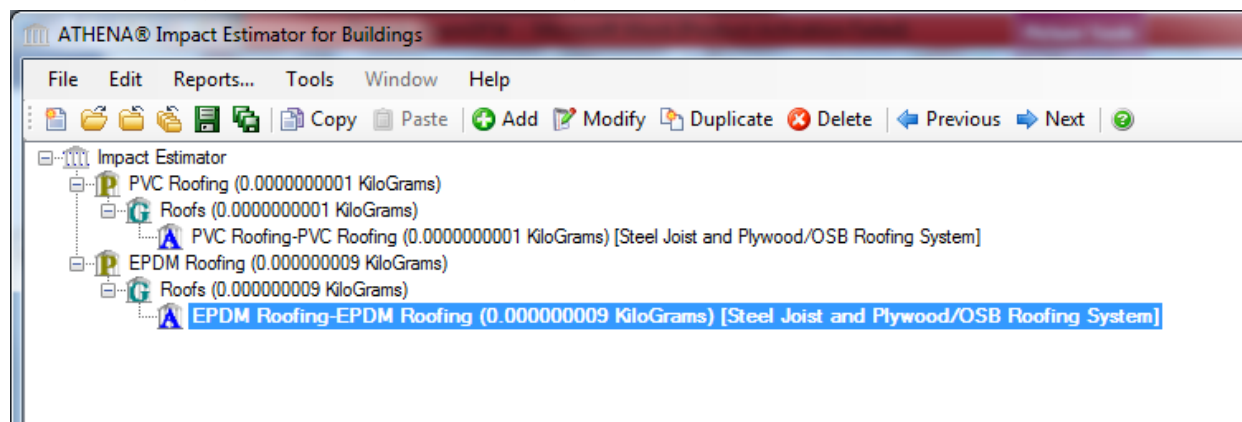 ATHENA® Impact Estimator for Buildings
File Edit Reports... Tools Window Help
Copy Paste Add Modify Duplicate Delete Previous Next
Impact Estimator
P PVC Roofing (0.0000000001 KiloGrams)
G Roofs (0.0000000001 KiloGrams)
A PVC Roofing-PVC Roofing (0.0000000001 KiloGrams) [Steel Joist and Plywood/OSB Roofing System]
P EPDM Roofing (0.000000009 KiloGrams)
G Roofs (0.000000009 KiloGrams)
A EPDM Roofing-EPDM Roofing (0.000000009 KiloGrams) [Steel Joist and Plywood/OSB Roofing System]